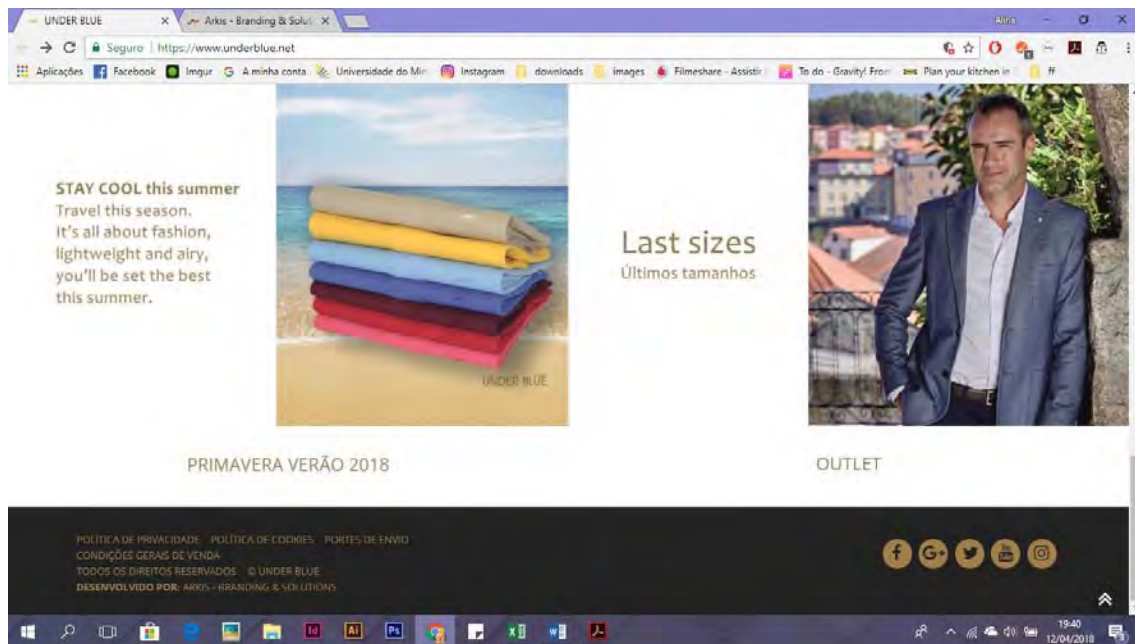 UNDER BLUE
Arkis - Branding & Solut
Alina
Seguro
https://www.underblue.net
Aplicações
Facebook
Imgur
A minha conta
Universidade do Min
Instagram
downloads
images
Filmeshare - Assistir
To do - Gravity! From
Plan your kitchen in
ff
STAY COOL this summer
Travel this season.
It's all about fashion,
lightweight and airy,
you'll be set the best
this summer.
UNDER BLUE
Last sizes
Últimos tamanhos
PRIMAVERA VERÃO 2018
OUTLET
POLÍTICA DE PRIVACIDADE POLÍTICA DE COOKIES PORTES DE ENVIO
CONDIÇÕES GERAIS DE VENDA
TODOS OS DIREITOS RESERVADOS © UNDER BLUE
DESENVOLVIDO POR: ARKIS - BRANDING & SOLUTIONS
19:40
12/04/2018